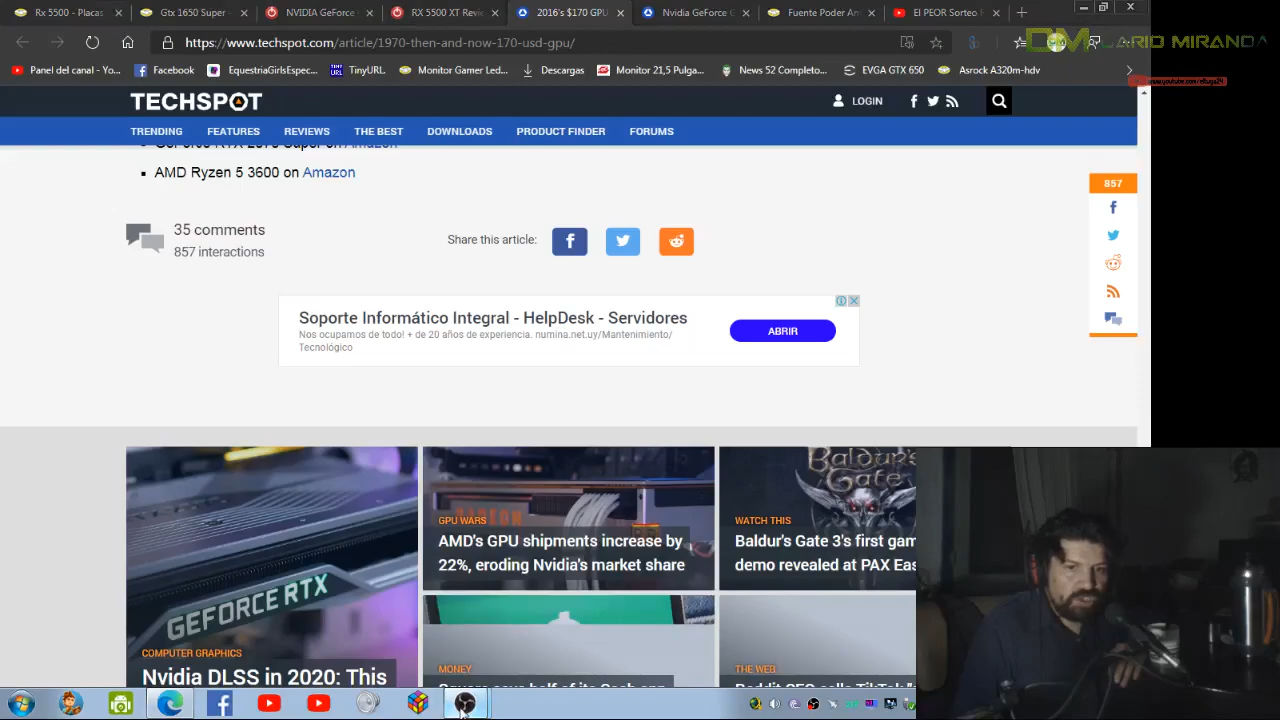 Rx 5500 - Placas
Gtx 1650 Super -
NVIDIA GeForce
RX 5500 XT Revie
2016's $170 GPU
Nvidia GeForce G
Fuente Poder An
El PEOR Sorteo
https://www.techspot.com/article/1970-then-and-now-170-usd-gpu/
MIRANDA
Panel del canal - Yo...
Facebook
EquestriaGirlsEspec...
TinyURL
Monitor Gamer Led...
Descargas
Monitor 21,5 Pulga...
News 52 Completo...
EVGA GTX 650
Asrock A320m-hdv
TECHSPOT
LOGIN
TRENDING
FEATURES
REVIEWS
THE BEST
DOWNLOADS
PRODUCT FINDER
FORUMS
AMD Ryzen 5 3600 on Amazon
857
35 comments
857 interactions
Share this article:
Soporte Informático Integral - HelpDesk - Servidores
Nos ocupamos de todo! + de 20 años de experiencia. numina.net.uy/Mantenimiento/
Tecnológico
ABRIR
Baldur's
Gate
GEFORCE RTX
GPU WARS
AMD's GPU shipments increase by
22%, eroding Nvidia's market share
WATCH THIS
Baldur's Gate 3's first gam
demo revealed at PAX Eas
COMPUTER GRAPHICS
Nvidia DLSS in 2020: This
MONEY
THE WEB